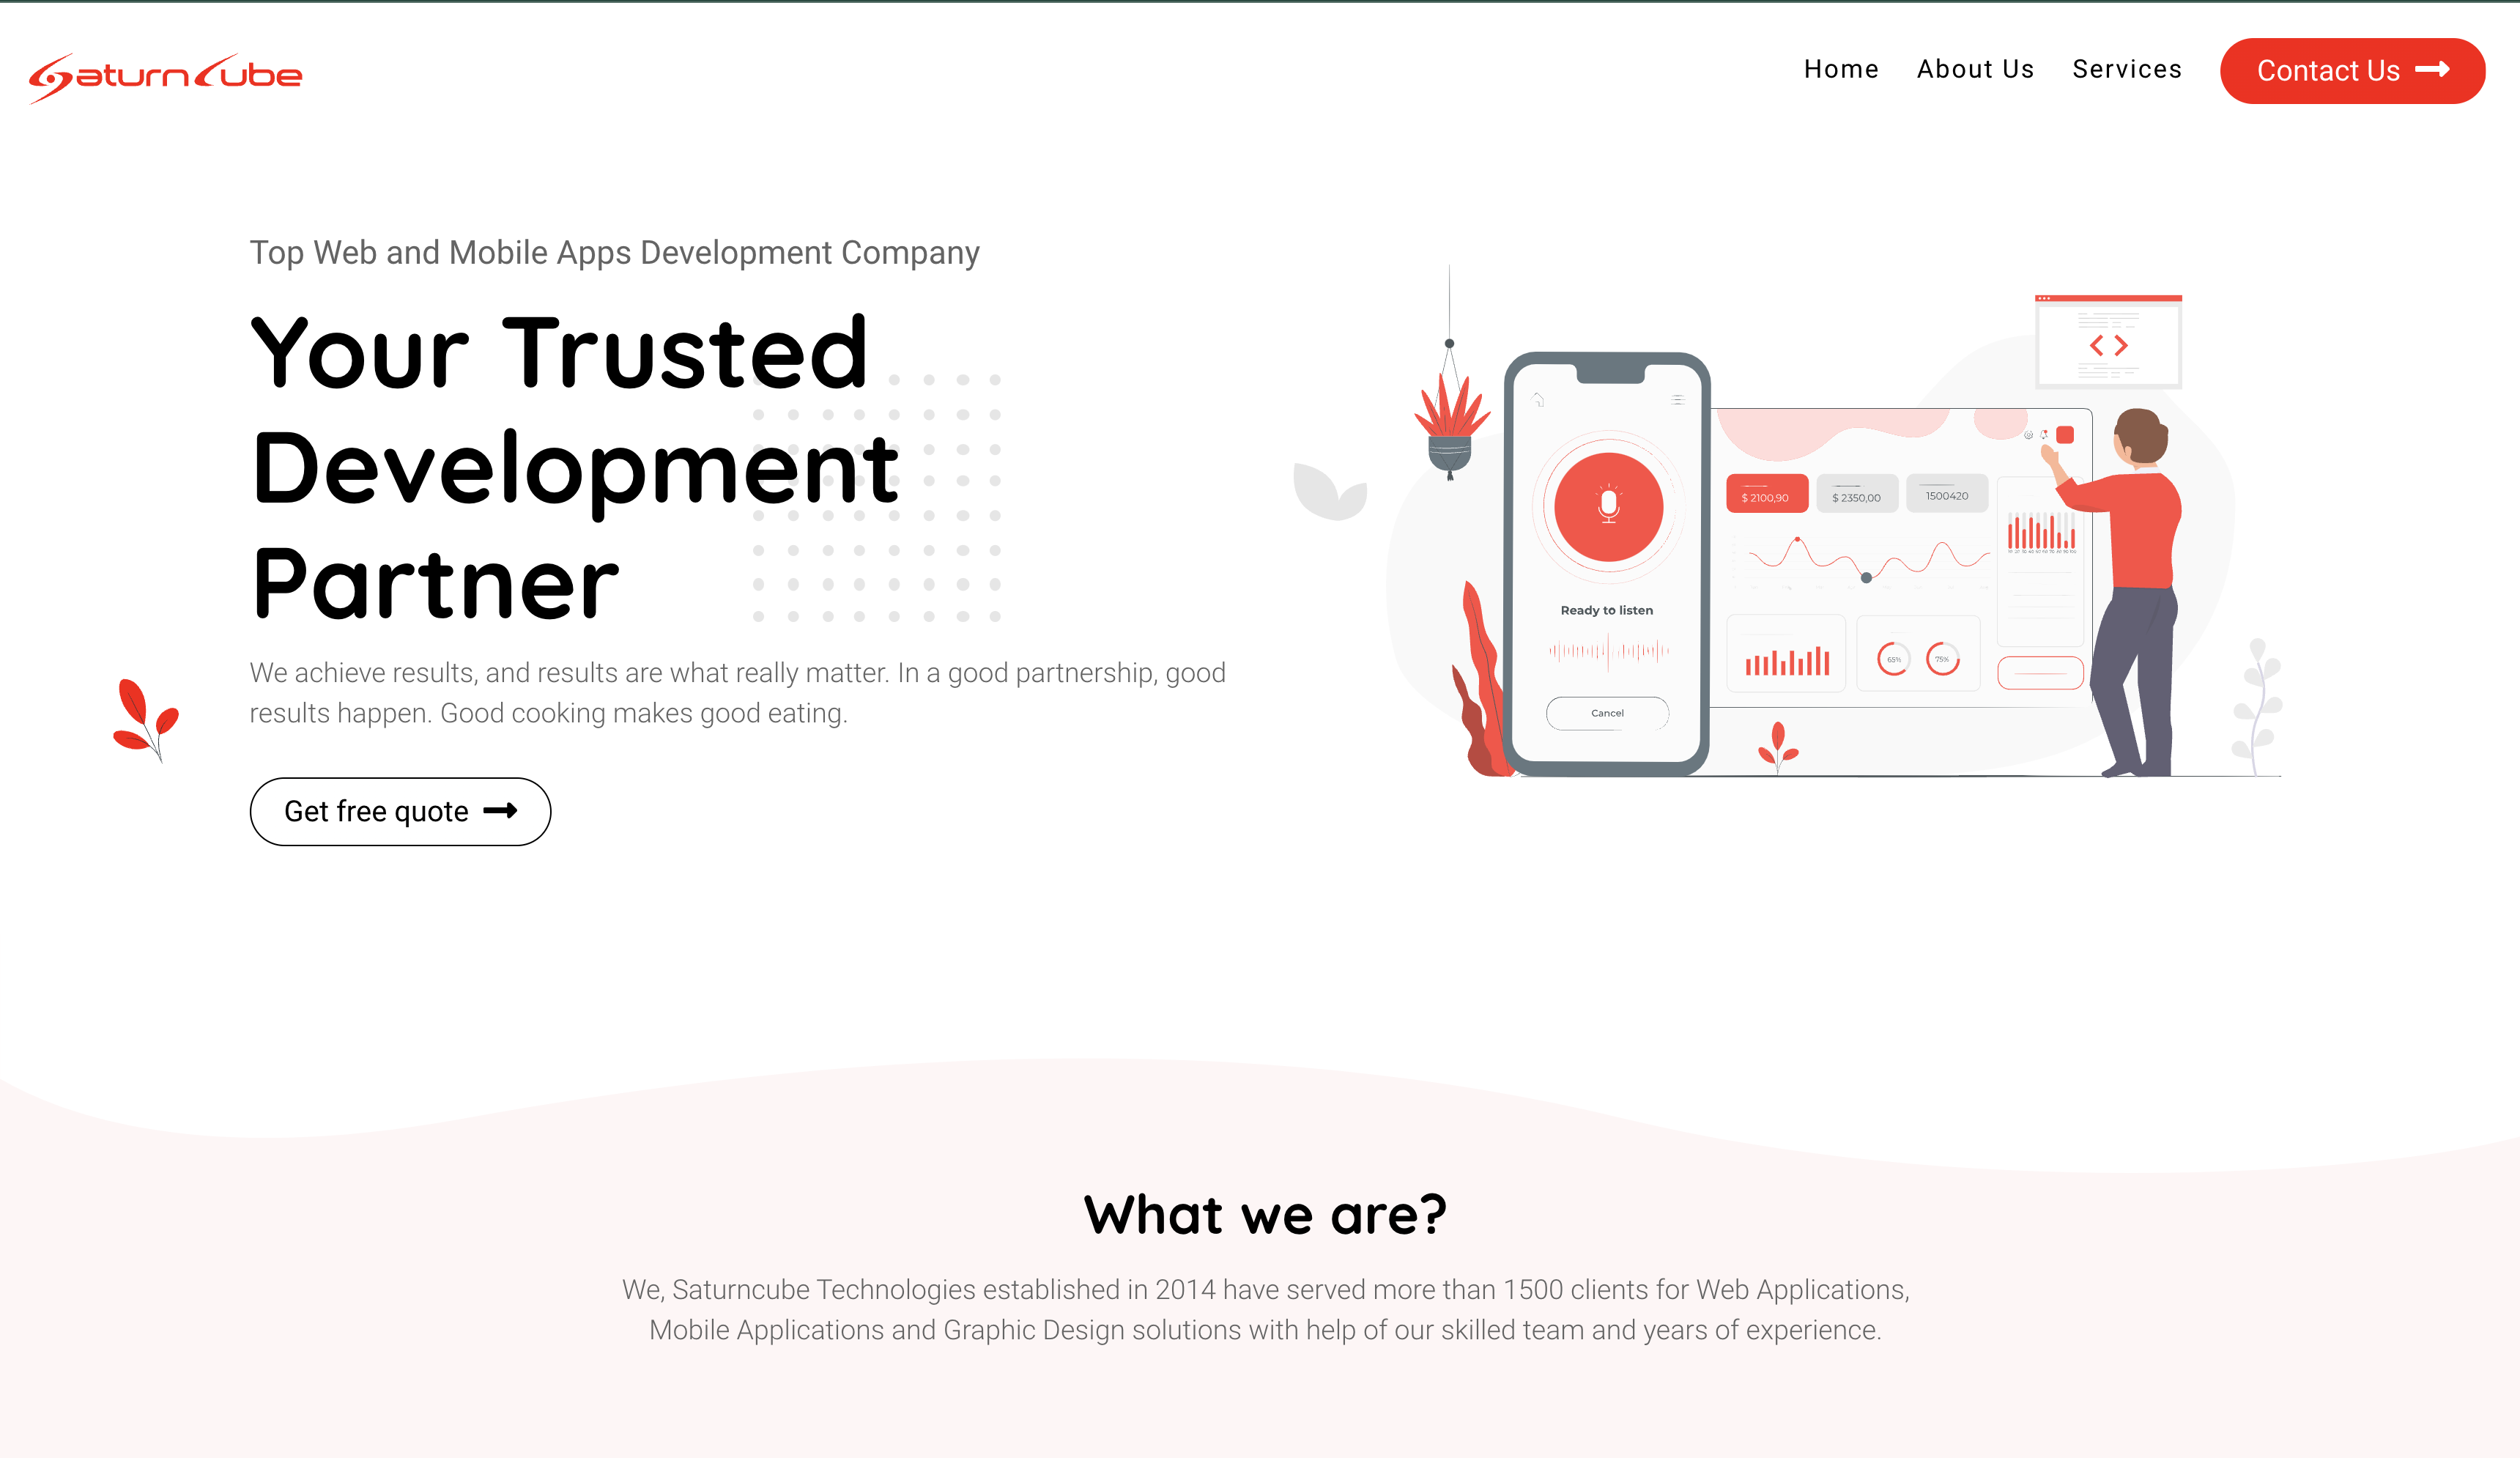 SaturnCube
Home
About Us
Services
Contact Us
Top Web and Mobile Apps Development Company
Your Trusted
Development
Partner
We achieve results, and results are what really matter. In a good partnership, good
results happen. Good cooking makes good eating.
Get free quote
$ 2100,90
$ 2350,00
1500420
Ready to listen
65%
75%
Cancel
What we are?
We, Saturncube Technologies established in 2014 have served more than 1500 clients for Web Applications,
Mobile Applications and Graphic Design solutions with help of our skilled team and years of experience.